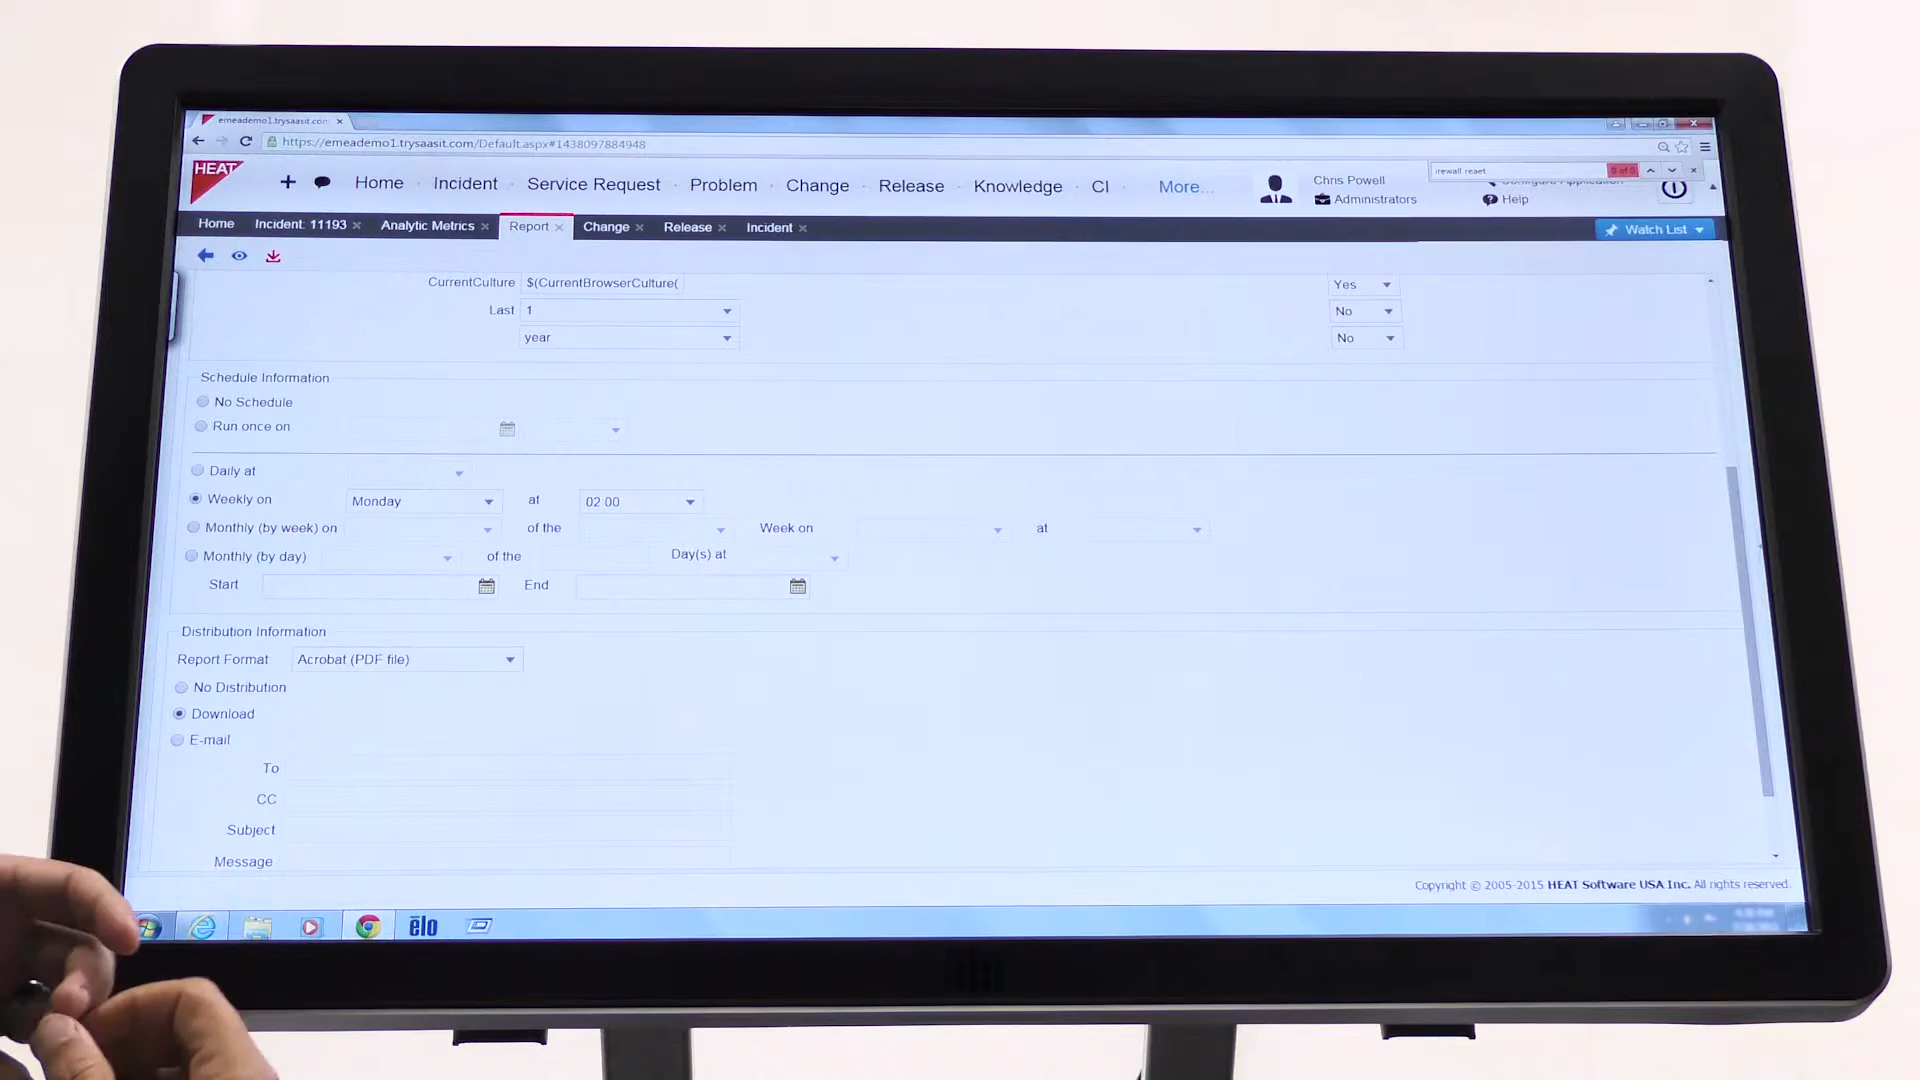 emeademo1.trysaasit.com
https://emeademo1.trysaasit.com/Default.aspx#1438097884948
irewall reaet 0 of 0
HEAT Home Incident Service Request Problem Change Release Knowledge CI More... Chris Powell
Administrators Help
Home Incident: 11193 Analytic Metrics Report Change Release Incident Watch List
CurrentCulture $(CurrentBrowserCulture( Yes
Last 1 No
year No
Schedule Information
No Schedule
Run once on
Daily at
Weekly on Monday at 02:00
Monthly (by week) on of the Week on at
Monthly (by day) of the Day(s) at
Start End
Distribution Information
Report Format Acrobat (PDF file)
No Distribution
Download
E-mail
To
CC
Subject
Message
Copyright © 2005-2015 HEAT Software USA Inc. All rights reserved.
elo